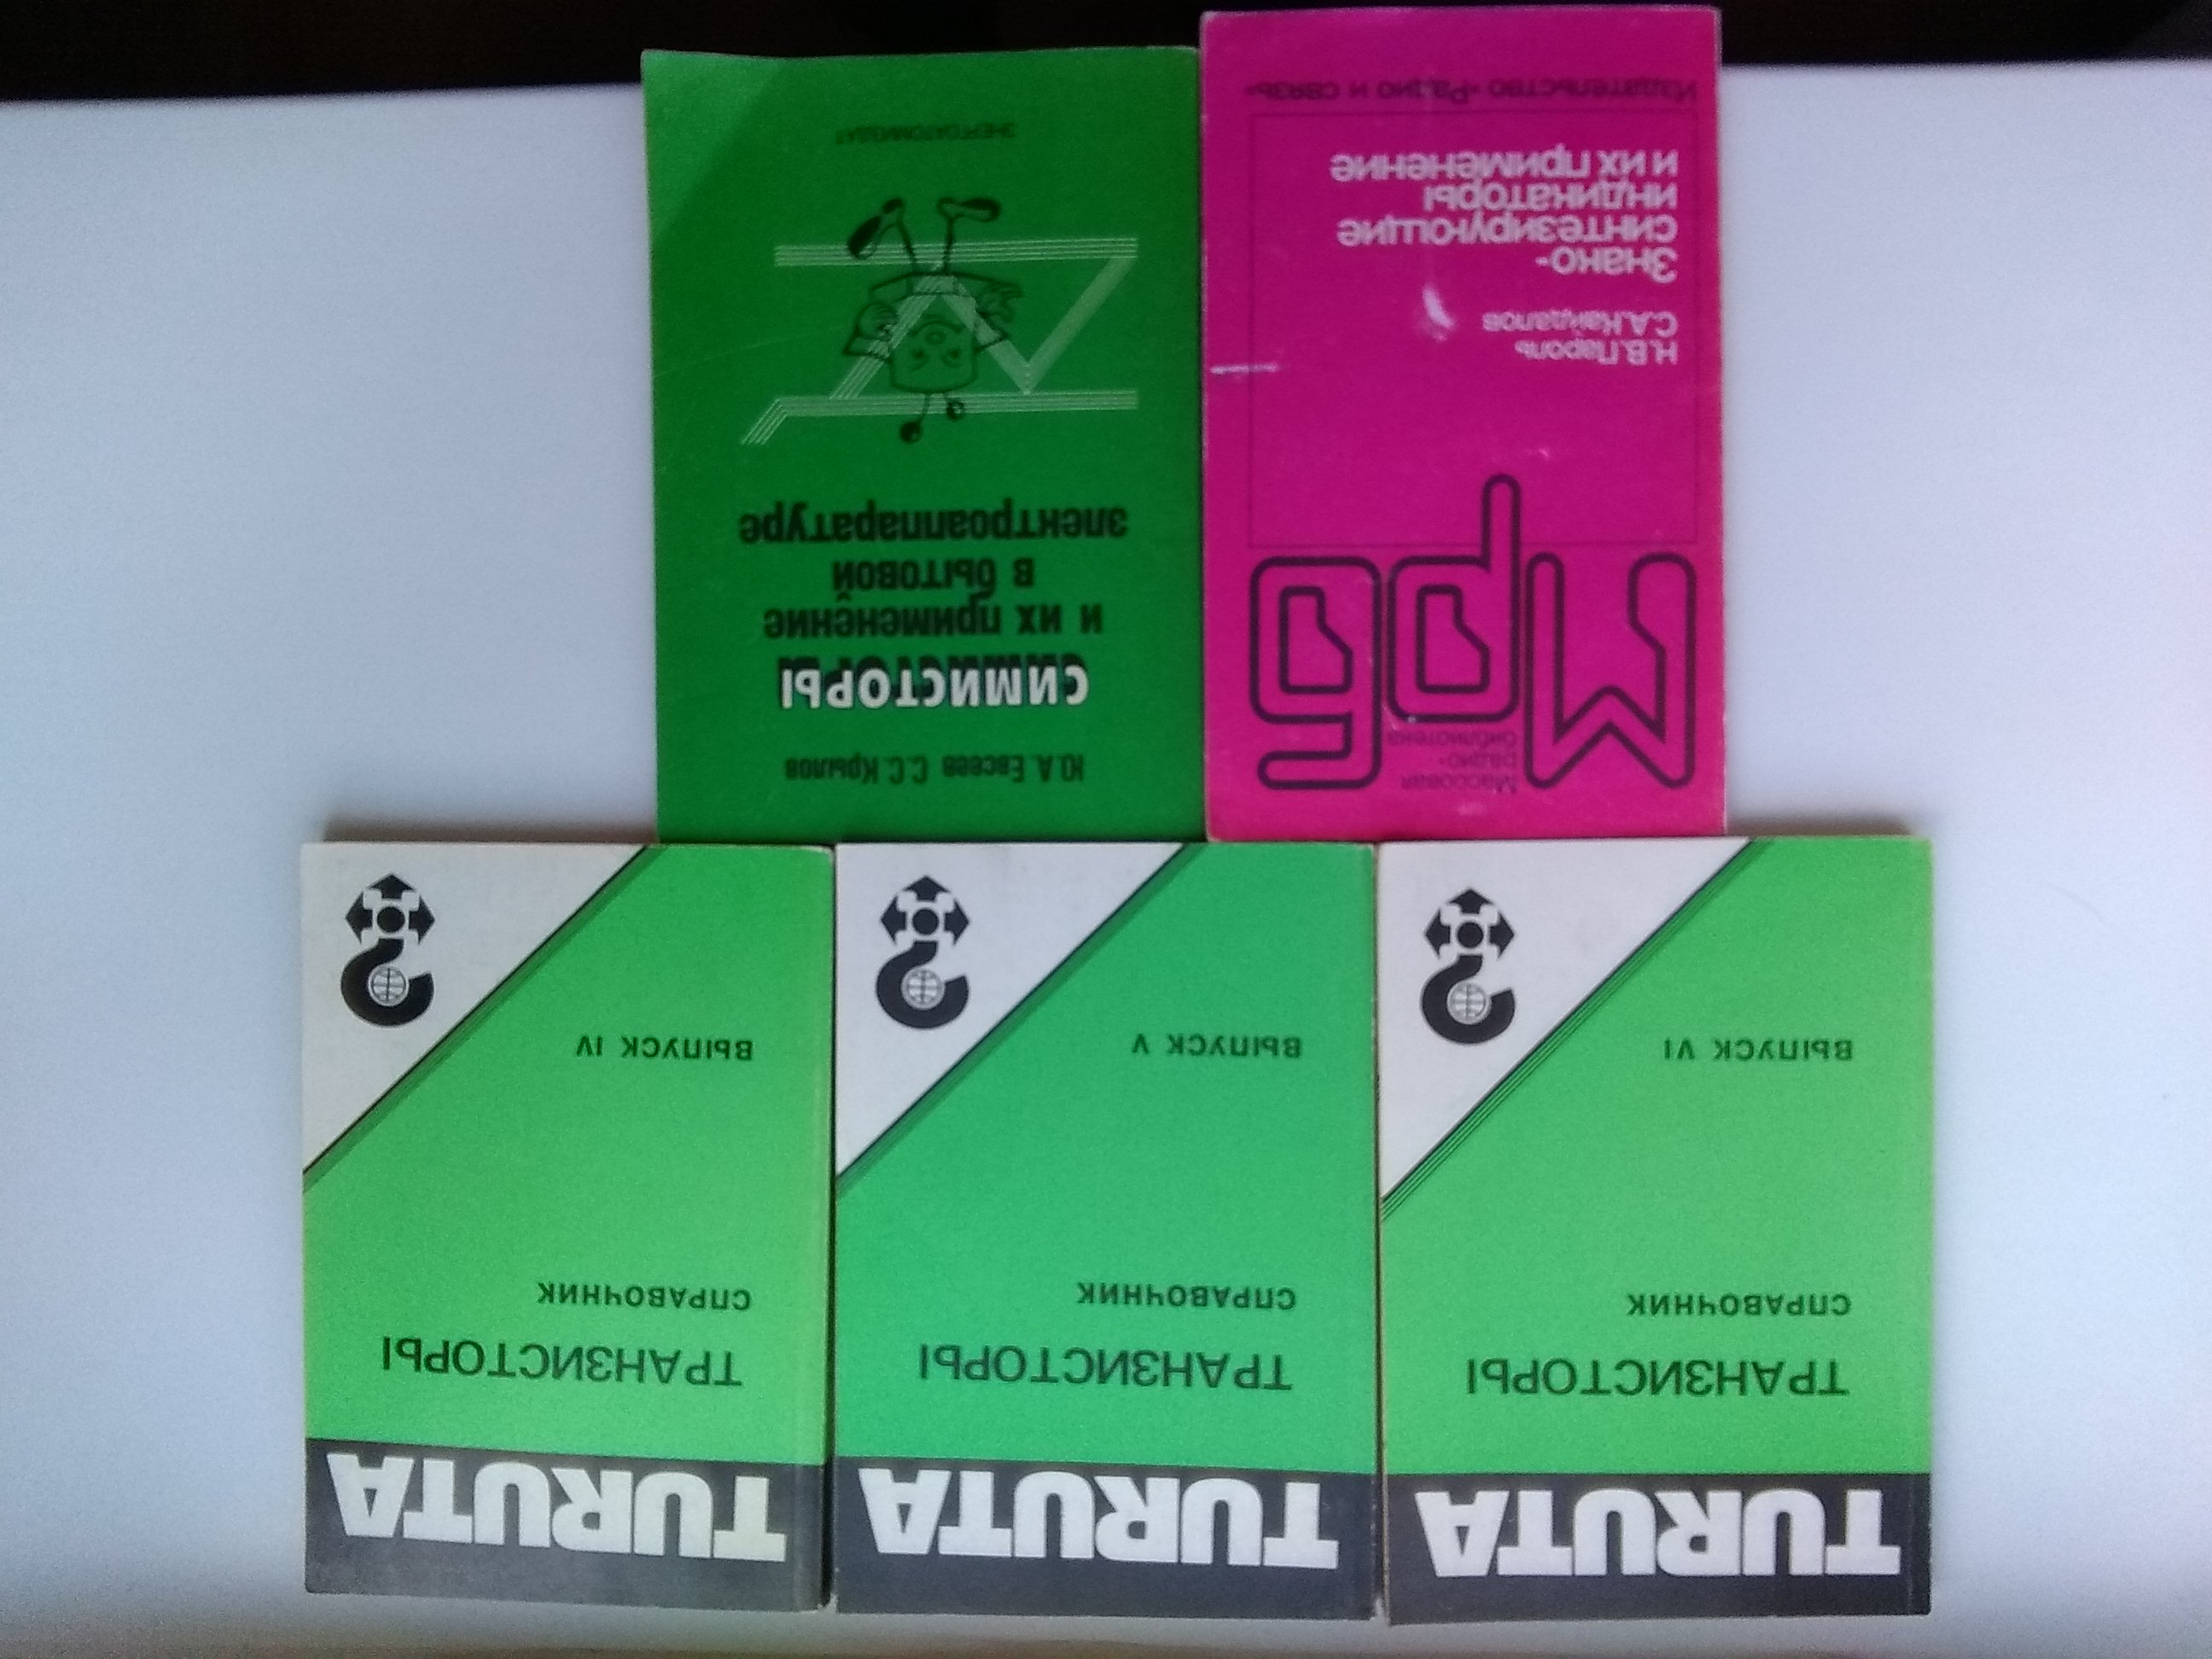 TURUTA
ТРАНЗИСТОРЫ
СПРАВОЧНИК
ВЫПУСК VI
TURUTA
ТРАНЗИСТОРЫ
СПРАВОЧНИК
ВЫПУСК V
TURUTA
ТРАНЗИСТОРЫ
СПРАВОЧНИК
ВЫПУСК IV
Массовая
радио-
библиотека
мрб
Н.В.Пароль
С.А.Кайдалов
Знако-
синтезирующие
индикаторы
и их применение
Издательство «Радио и связь»
Ю.А. Евсеев С.С. Крылов
СИМИСТОРЫ
и их применение
в бытовой
электроаппаратуре
ЭНЕРГОАТОМИЗДАТ